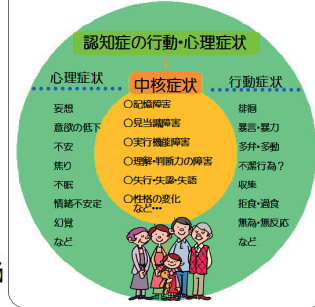 認知症の行動・心理症状
心理症状
妄想
意欲の低下
不安
焦り
不眠
情緒不安定
幻覚
など
中核症状
○記憶障害
○見当識障害
○実行機能障害
○理解・判断力の障害
○失行・失認・失語
○性格の変化
など・・・
行動症状
徘徊
暴言・暴力
多弁・多動
不潔行為？
収集
拒食・過食
無為・無反応
など